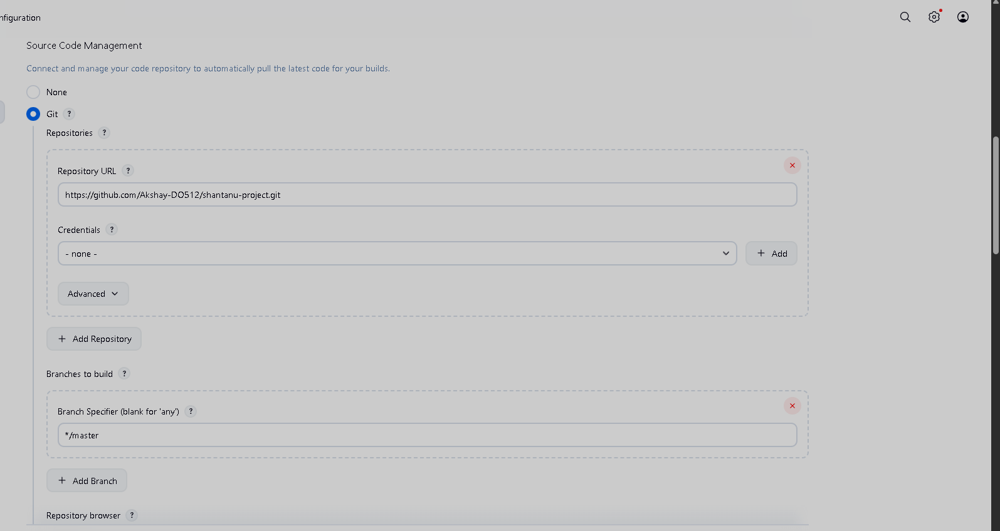 nfiguration
Source Code Management
Connect and manage your code repository to automatically pull the latest code for your builds.
None
Git ?
Repositories ?
Repository URL ?
https://github.com/Akshay-DO512/shantanu-project.git
Credentials ?
- none -
+ Add
Advanced
+ Add Repository
Branches to build ?
Branch Specifier (blank for 'any') ?
*/master
+ Add Branch
Repository browser ?